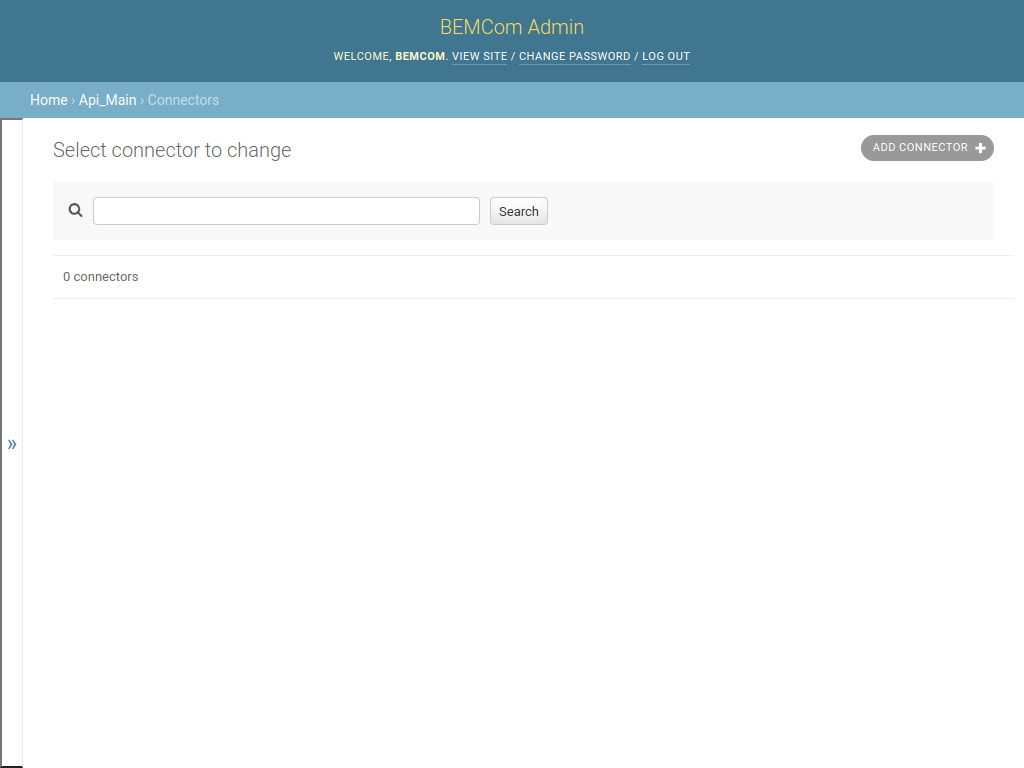 BEMCom Admin
WELCOME, BEMCOM. VIEW SITE / CHANGE PASSWORD / LOG OUT
Home › Api_Main › Connectors
Select connector to change
ADD CONNECTOR
Search
0 connectors
»